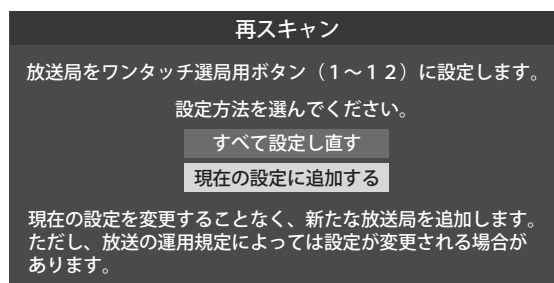 再スキャン
放送局をワンタッチ選局用ボタン（１～１２）に設定します。
設定方法を選んでください。
すべて設定し直す
現在の設定に追加する
現在の設定を変更することなく、新たな放送局を追加します。
ただし、放送の運用規定によっては設定が変更される場合が
あります。